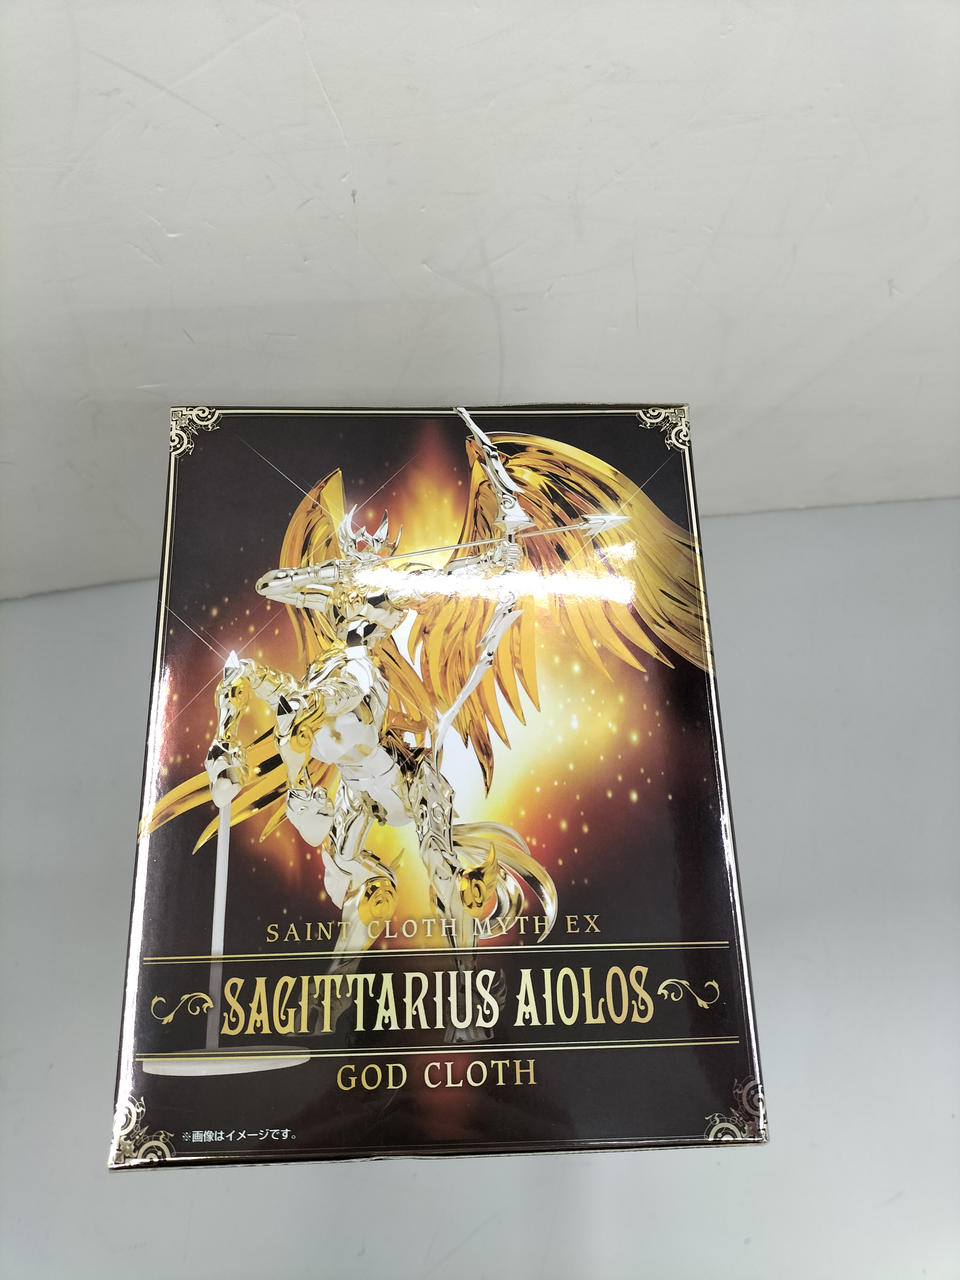 SAINT CLOTH MYTH EX
SAGITTARIUS AIOLOS
GOD CLOTH
※画像はイメージです。